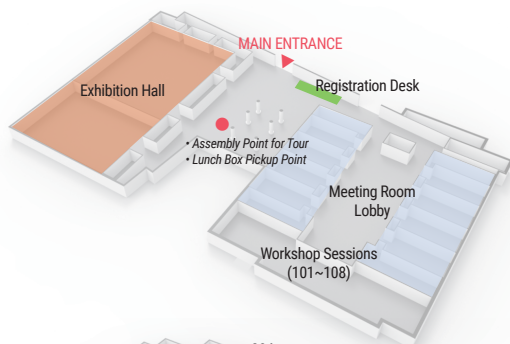 MAIN ENTRANCE
Exhibition Hall
Registration Desk
• Assembly Point for Tour
• Lunch Box Pickup Point
Meeting Room
Lobby
Workshop Sessions
(101~108)